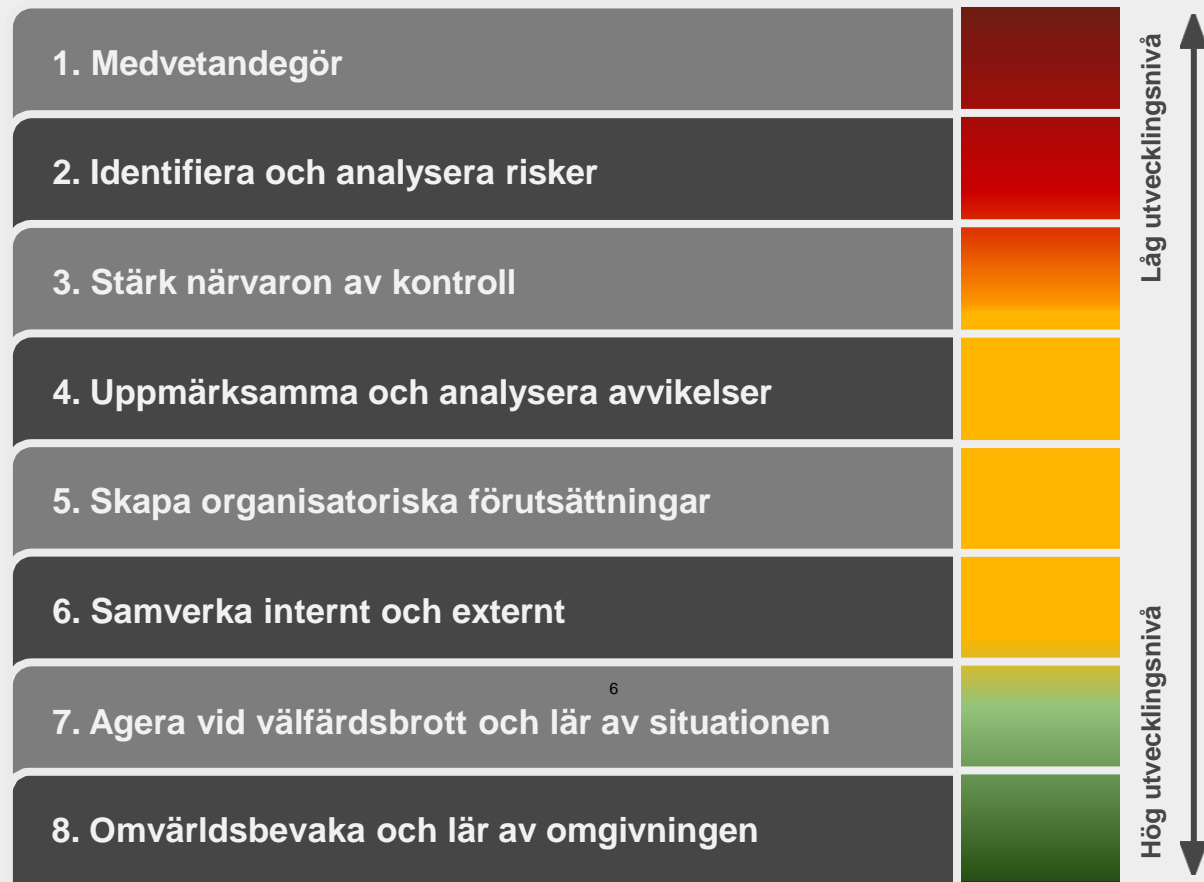 1. Medvetandegör
2. Identifiera och analysera risker
3. Stärk närvaron av kontroll
4. Uppmärksamma och analysera avvikelser
5. Skapa organisatoriska förutsättningar
6. Samverka internt och externt
6
7. Agera vid välfärdsbrott och lär av situationen
8. Omvärldsbevaka och lär av omgivningen
Låg utvecklingsnivå
Hög utvecklingsnivå